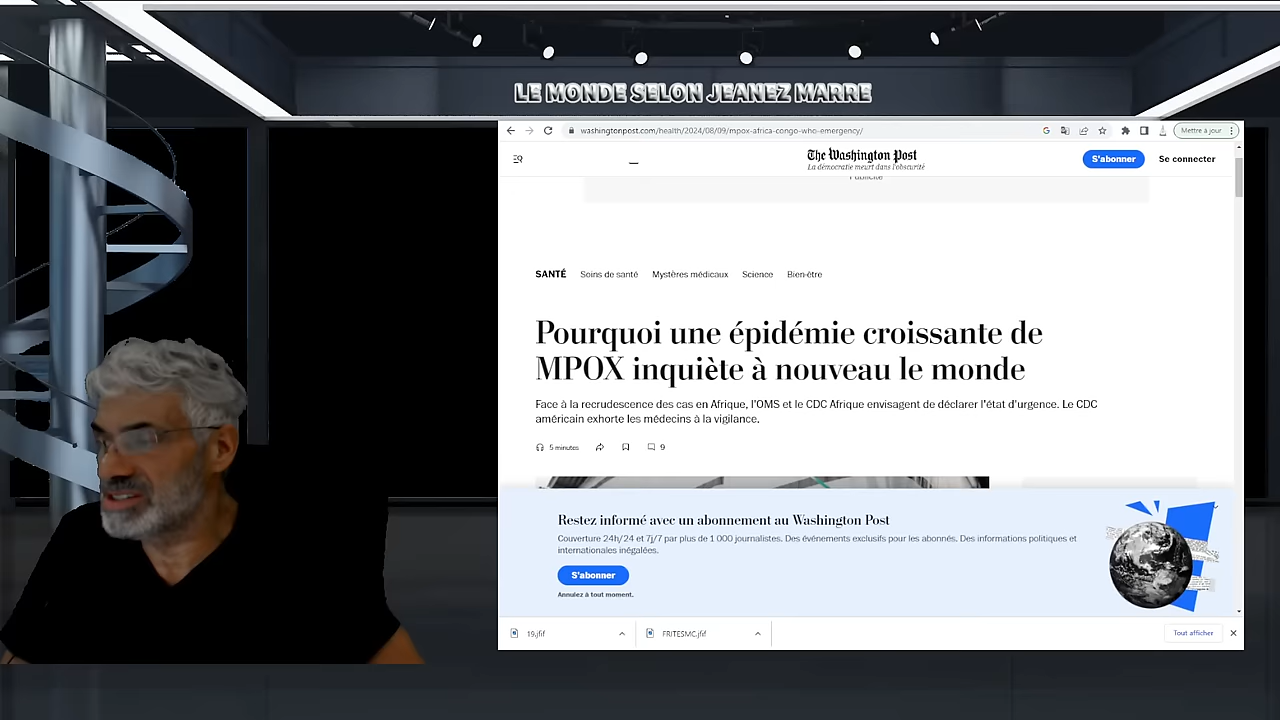 LE MONDE SELON JEANEZ MARRE
washingtonpost.com/health/2024/08/09/mpox-africa-congo-who-emergency/
Mettre à jour
The Washington Post
La démocratie meurt dans l'obscurité
S'abonner
Se connecter
Publicité
SANTÉ Soins de santé Mystères médicaux Science Bien-être
Pourquoi une épidémie croissante de
MPOX inquiète à nouveau le monde
Face à la recrudescence des cas en Afrique, l'OMS et le CDC Afrique envisagent de déclarer l'état d'urgence. Le CDC
américain exhorte les médecins à la vigilance.
5 minutes
9
Restez informé avec un abonnement au Washington Post
Couverture 24h/24 et 7j/7 par plus de 1 000 journalistes. Des événements exclusifs pour les abonnés. Des informations politiques et
internationales inégalées.
S'abonner
Annulez à tout moment.
19.jfif
FRITESMC.jfif
Tout afficher